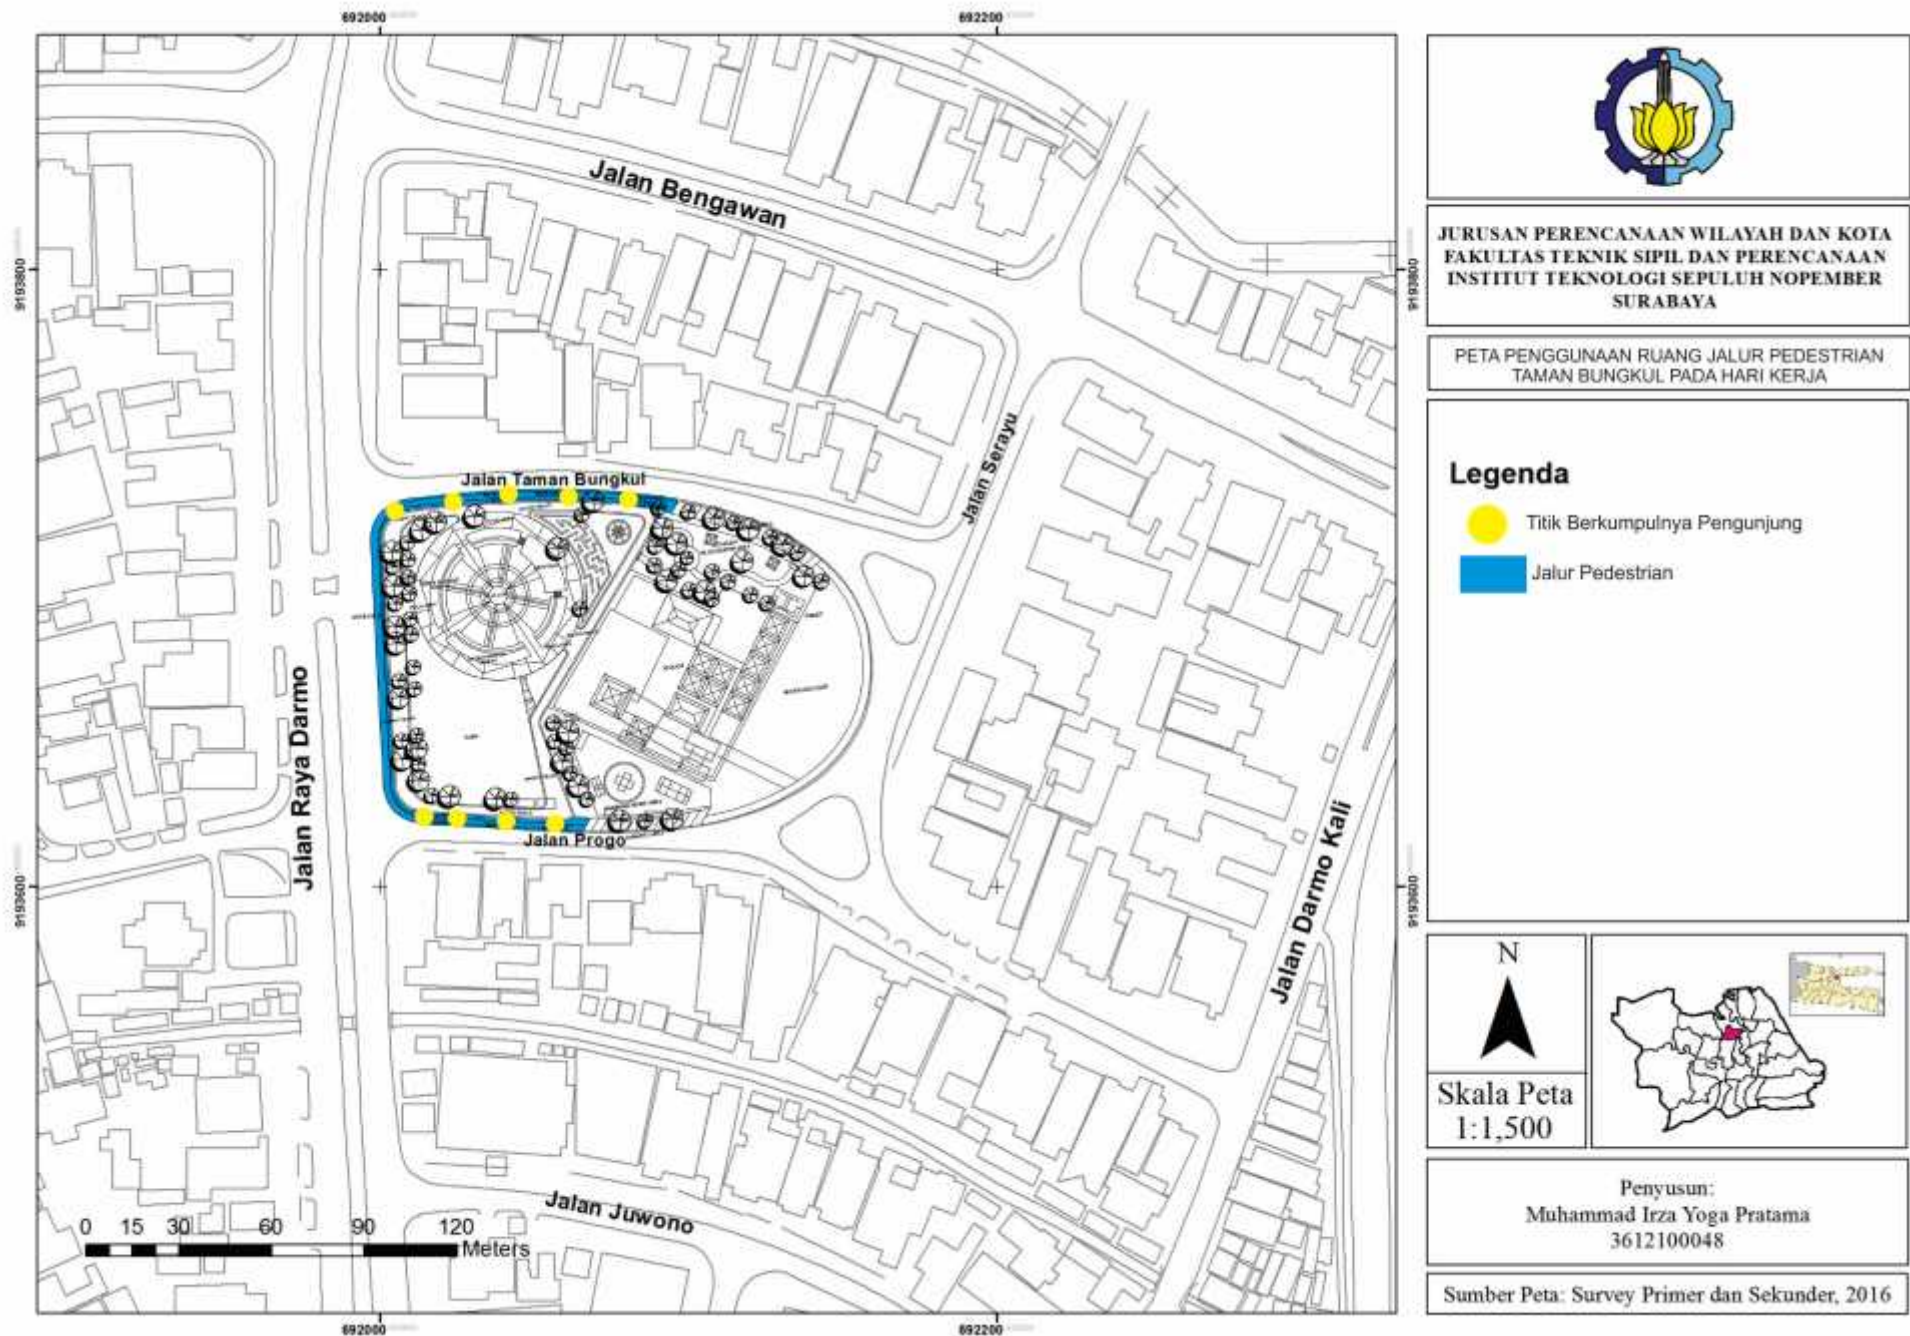 692000
692200
9193800
9193800
Jalan Bengawan
Jalan Serayu
Jalan Taman Bungkul
Jalan Raya Darmo
Jalan Progo
Jalan Darmo Kali
9193600
9193600
Jalan Juwono
0 15 30 60 90 120
Meters
692000
692200
JURUSAN PERENCANAAN WILAYAH DAN KOTA
FAKULTAS TEKNIK SIPIL DAN PERENCANAAN
INSTITUT TEKNOLOGI SEPULUH NOPEMBER
SURABAYA
PETA PENGGUNAAN RUANG JALUR PEDESTRIAN
TAMAN BUNGKUL PADA HARI KERJA
Legenda
Titik Berkumpulnya Pengunjung
Jalur Pedestrian
N
Skala Peta
1:1,500
Penyusun:
Muhammad Irza Yoga Pratama
3612100048
Sumber Peta: Survey Primer dan Sekunder, 2016